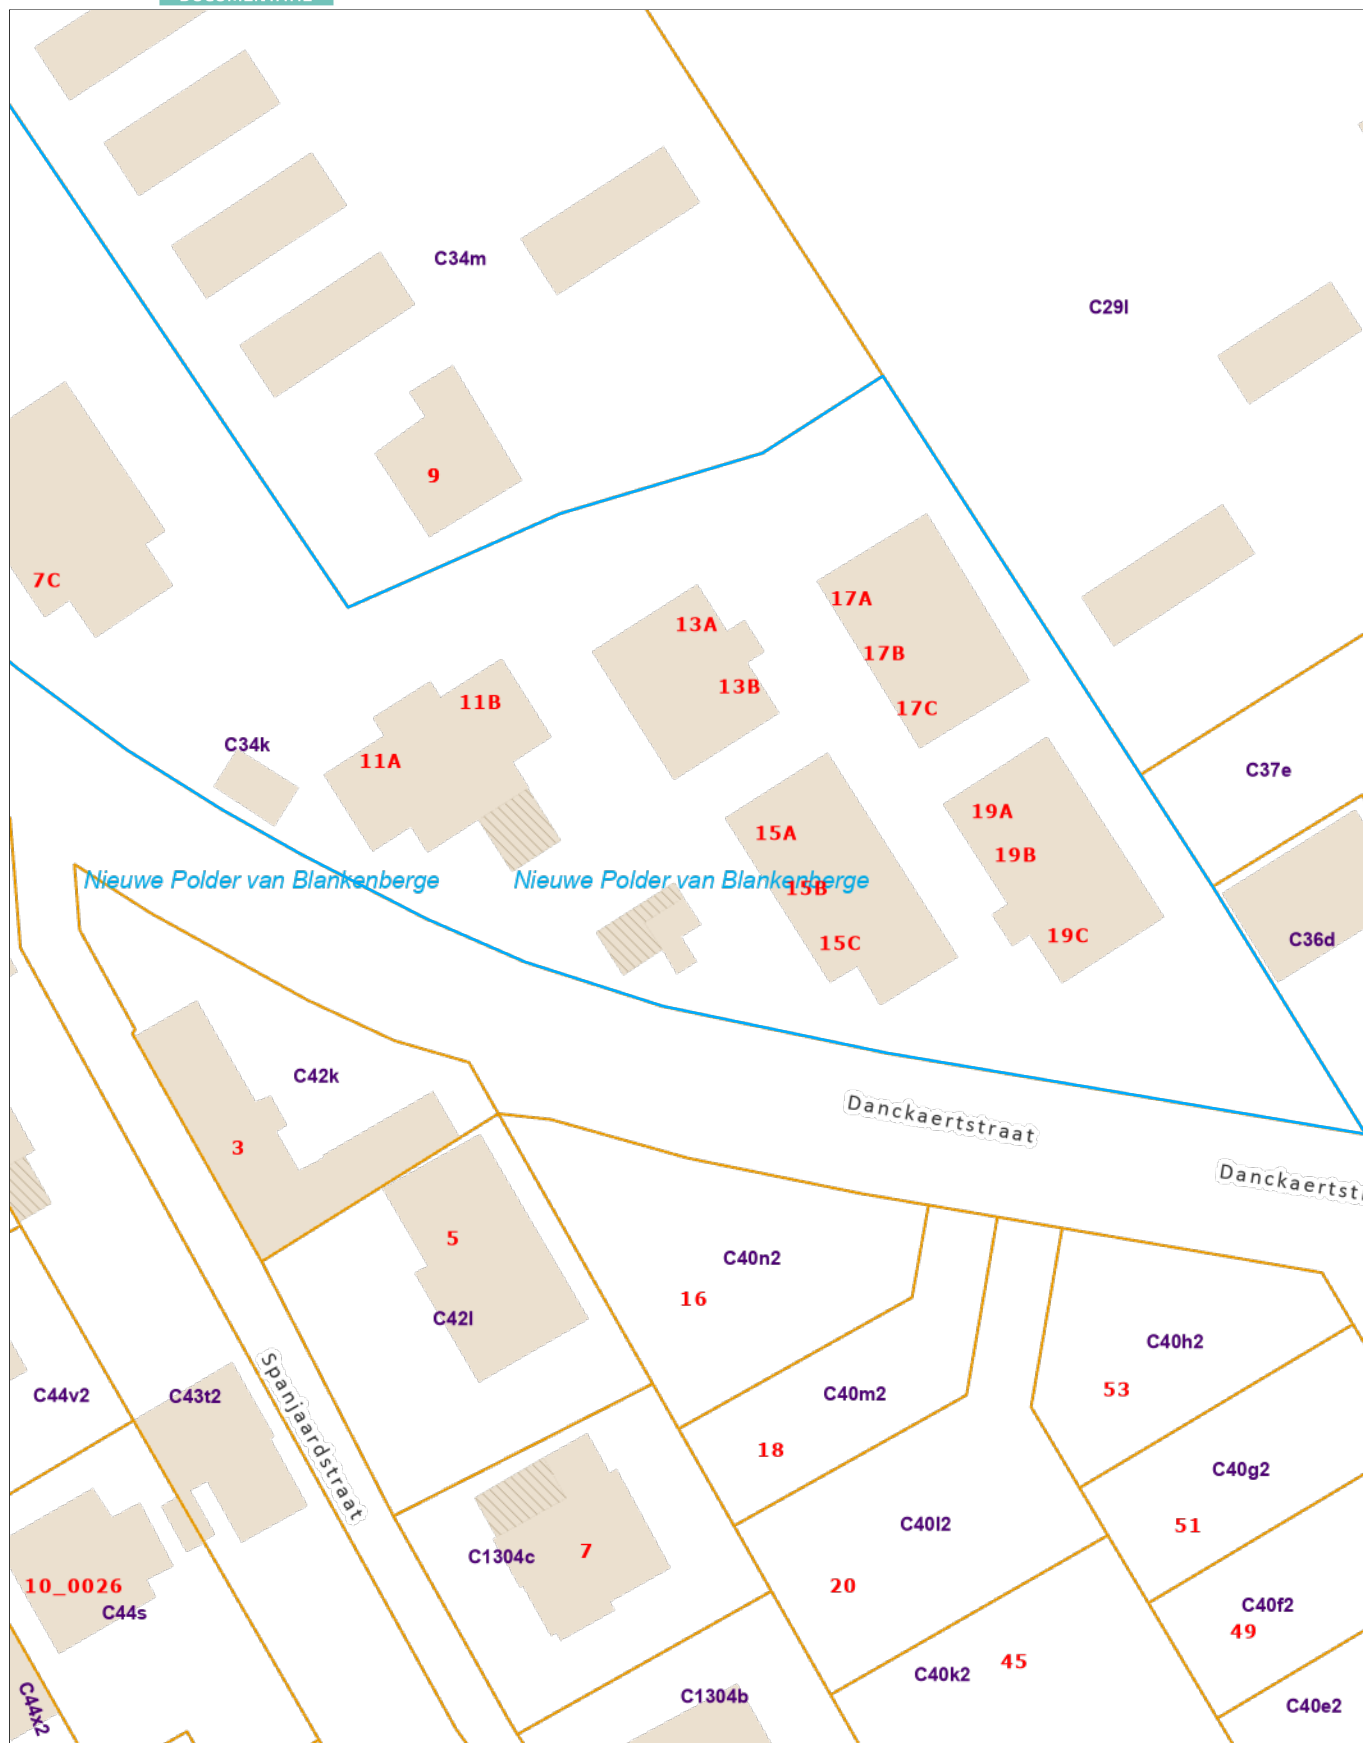 C34m
C29l
9
7C
17A
13A
17B
13B
11B
17C
C34k
11A
C37e
19A
15A
19B
Nieuwe Polder van Blankenberge
Nieuwe Polder van Blankenberge
15B
19C
C36d
15C
C42k
Danckaertstraat
3
Danckaertstr
5
C40n2
16
C42l
C40h2
53
C44v2
C43t2
C40m2
Spanjaardstraat
18
C40g2
C40l2
51
C1304c
7
10_0026
20
C44s
C40f2
49
45
C40k2
C1304b
C44x2
C40e2